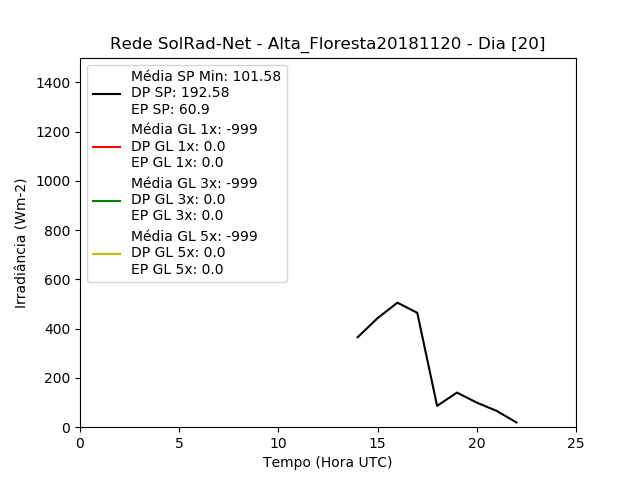 Rede SolRad-Net - Alta_Floresta20181120 - Dia [20]
Média SP Min: 101.58
DP SP: 192.58
EP SP: 60.9
Média GL 1x: -999
DP GL 1x: 0.0
EP GL 1x: 0.0
Média GL 3x: -999
DP GL 3x: 0.0
EP GL 3x: 0.0
Média GL 5x: -999
DP GL 5x: 0.0
EP GL 5x: 0.0
Irradiância (Wm-2)
1400
1200
1000
800
600
400
200
0
0 5 10 15 20 25
Tempo (Hora UTC)